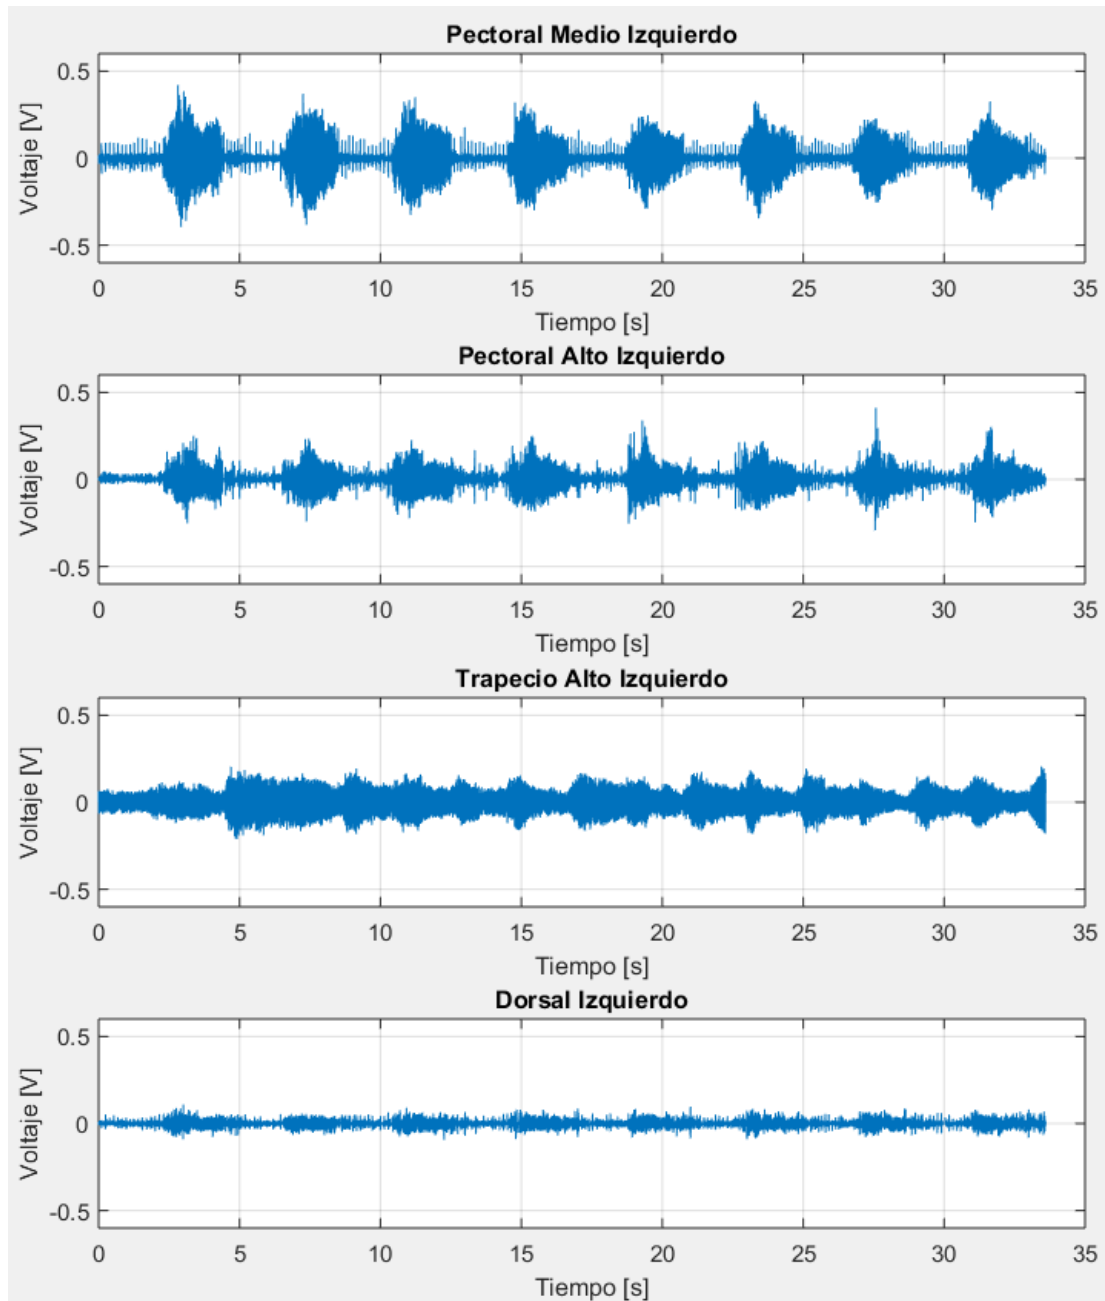 Pectoral Medio Izquierdo
0.5
0
-0.5
Voltaje [V]
0 5 10 15 20 25 30 35
Tiempo [s]
Pectoral Alto Izquierdo
0.5
0
-0.5
Voltaje [V]
0 5 10 15 20 25 30 35
Tiempo [s]
Trapecio Alto Izquierdo
0.5
0
-0.5
Voltaje [V]
0 5 10 15 20 25 30 35
Tiempo [s]
Dorsal Izquierdo
0.5
0
-0.5
Voltaje [V]
0 5 10 15 20 25 30 35
Tiempo [s]